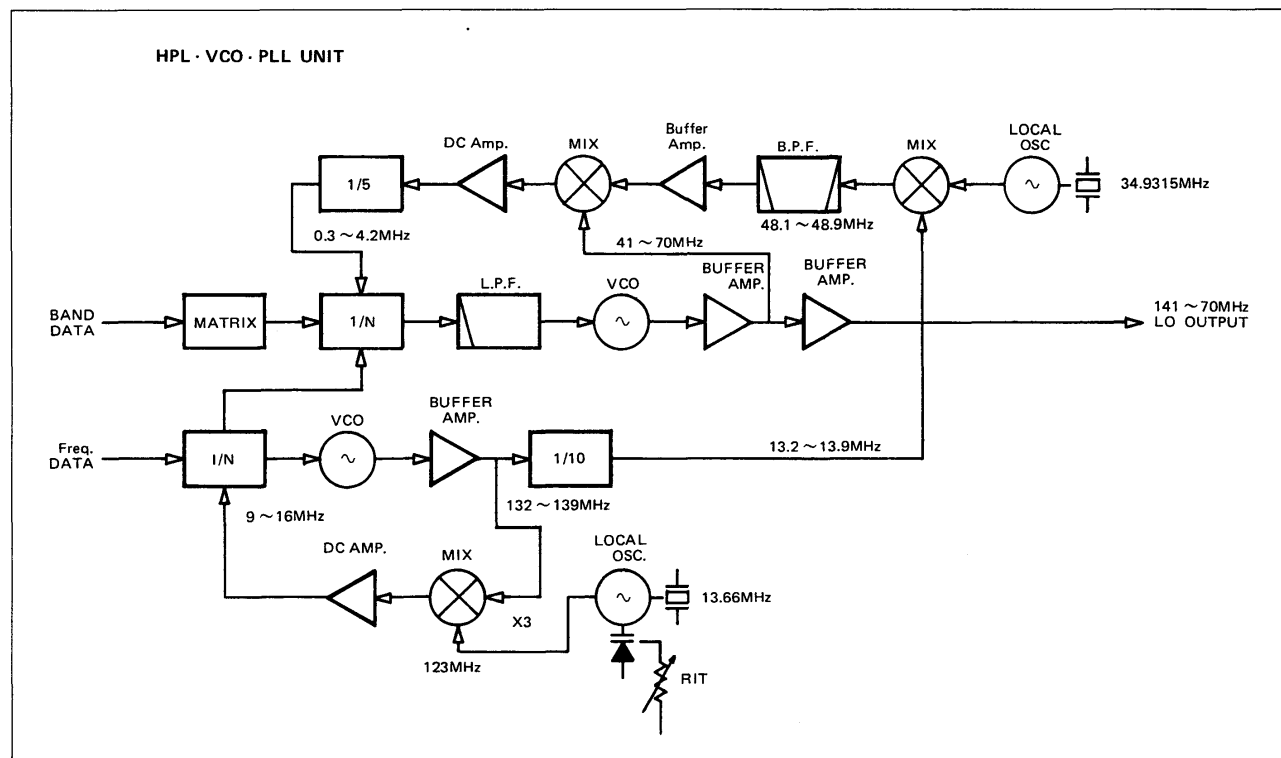 HPL · VCO · PLL UNIT
DC Amp.
MIX
Buffer
Amp.
B.P.F.
MIX
LOCAL
OSC
1/5
34.9315MHz
0.3 ~ 4.2MHz
41 ~ 70MHz
48.1 ~ 48.9MHz
BAND
DATA
MATRIX
1/N
L.P.F.
VCO
BUFFER
AMP.
BUFFER
AMP.
141 ~ 70MHz
LO OUTPUT
Freq.
DATA
I/N
VCO
BUFFER
AMP.
1/10
13.2 ~ 13.9MHz
9 ~ 16MHz
132 ~ 139MHz
DC AMP.
MIX
LOCAL
OSC.
13.66MHz
X3
123MHz
RIT